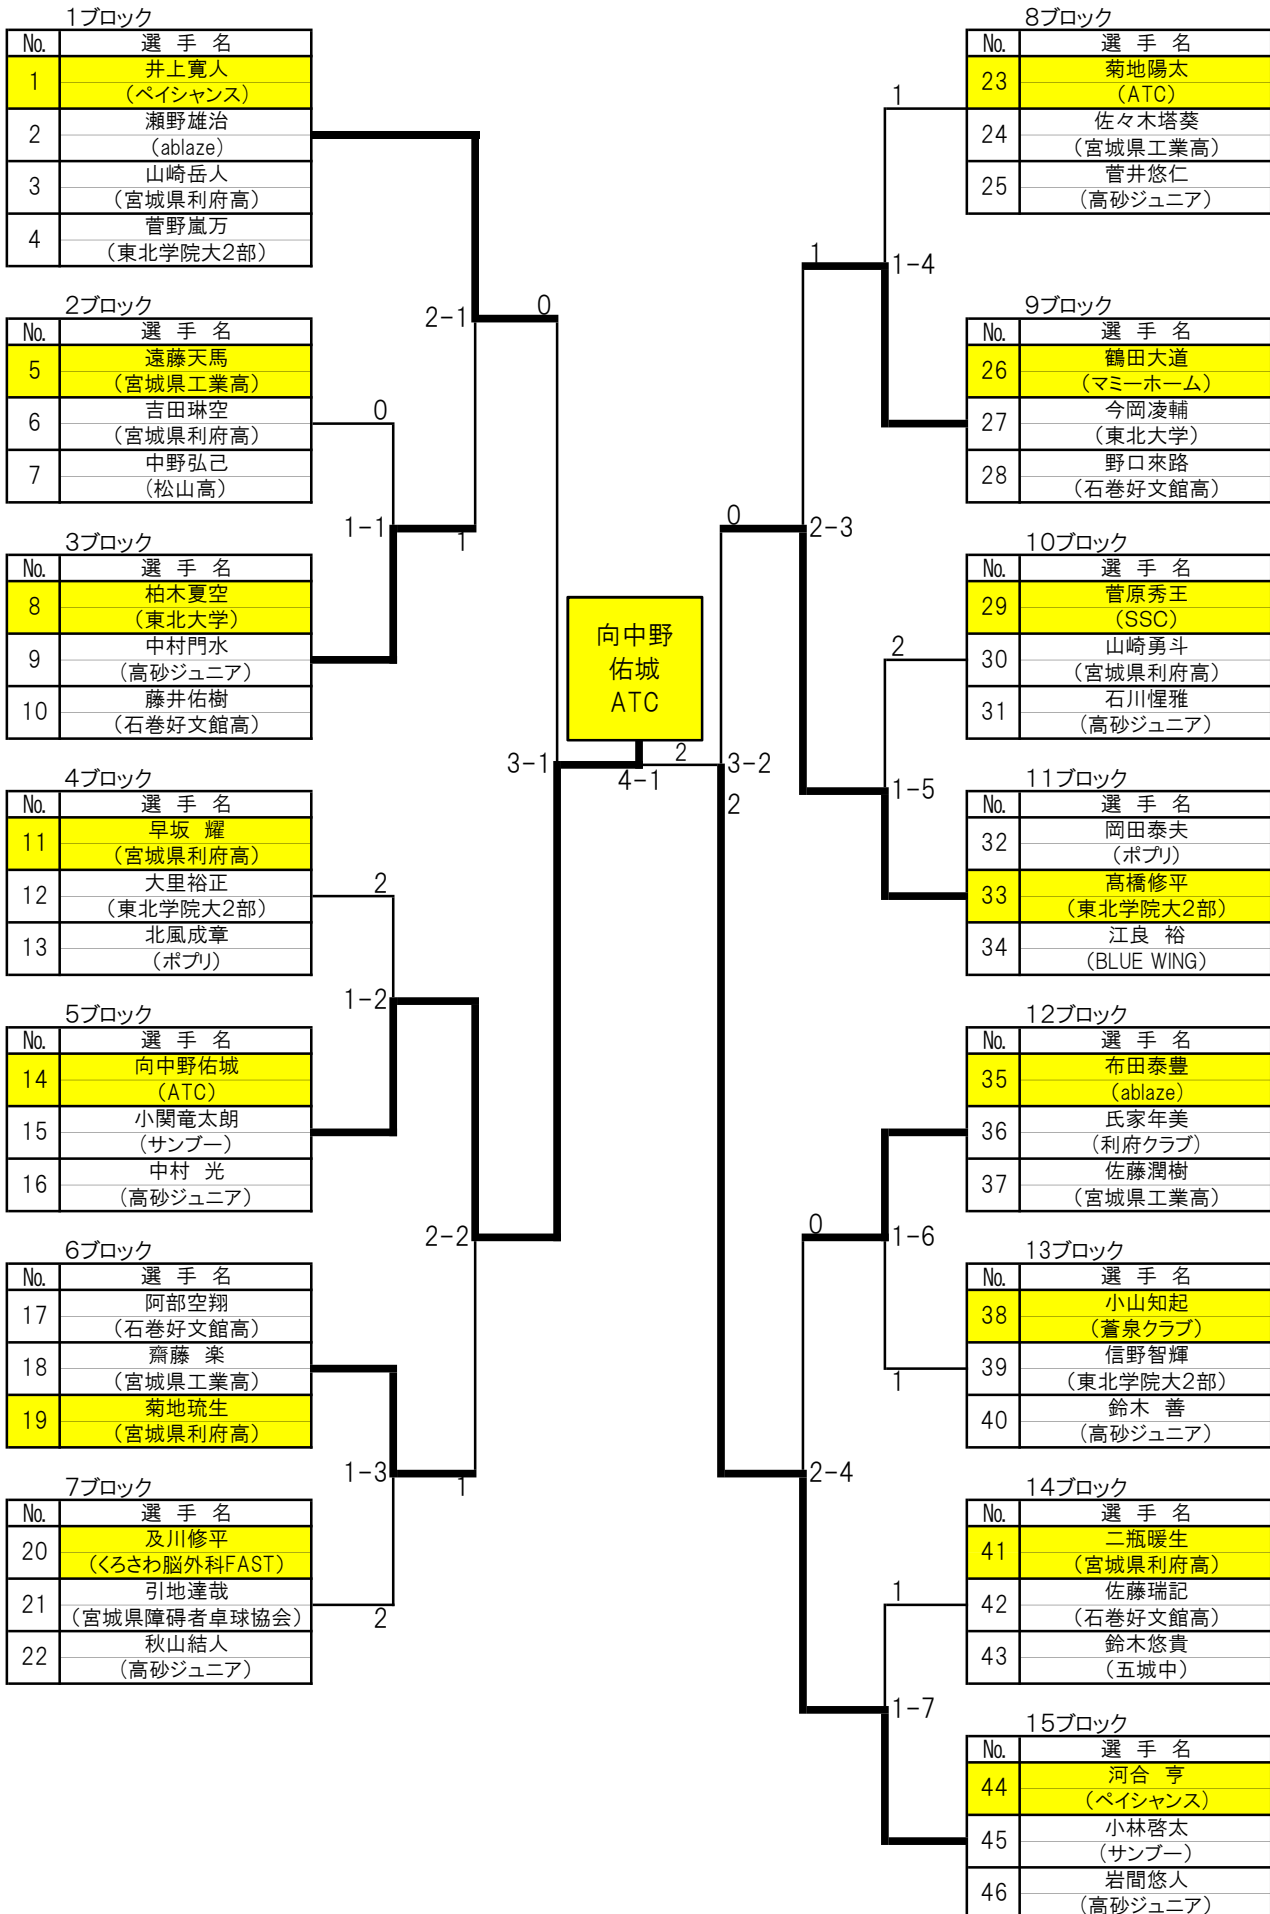 1ブロック
No. 選 手 名
1 井上寛人
(ペイシャンス)
2 瀬野雄治
(ablaze)
3 山崎岳人
(宮城県利府高)
4 菅野嵐万
(東北学院大2部)
2ブロック
No. 選 手 名
5 遠藤天馬
(宮城県工業高)
6 吉田琳空
(宮城県利府高)
7 中野弘己
(松山高)
3ブロック
No. 選 手 名
8 柏木夏空
(東北大学)
9 中村門水
(高砂ジュニア)
10 藤井佑樹
(石巻好文館高)
4ブロック
No. 選 手 名
11 早坂 耀
(宮城県利府高)
12 大里裕正
(東北学院大2部)
13 北風成章
(ポプリ)
5ブロック
No. 選 手 名
14 向中野佑城
(ATC)
15 小関竜太朗
(サンブー)
16 中村 光
(高砂ジュニア)
6ブロック
No. 選 手 名
17 阿部空翔
(石巻好文館高)
18 齋藤 楽
(宮城県工業高)
19 菊地琉生
(宮城県利府高)
7ブロック
No. 選 手 名
20 及川修平
(くろさわ脳外科FAST)
21 引地達哉
(宮城県障碍者卓球協会)
22 秋山結人
(高砂ジュニア)
0
2-1
0
1-1
1
2
1-2
2-2
1-3
1
2
3-1
向中野
佑城
ATC
4-1
2
3-2
2
0
1
1
1-4
2-3
2
1-5
0
1-6
1
2-4
1
1-7
8ブロック
No. 選 手 名
23 菊地陽太
(ATC)
24 佐々木塔葵
(宮城県工業高)
25 菅井悠仁
(高砂ジュニア)
9ブロック
No. 選 手 名
26 鶴田大道
(マミーホーム)
27 今岡凌輔
(東北大学)
28 野口來路
(石巻好文館高)
10ブロック
No. 選 手 名
29 菅原秀王
(SSC)
30 山崎勇斗
(宮城県利府高)
31 石川惺雅
(高砂ジュニア)
11ブロック
No. 選 手 名
32 岡田泰夫
(ポプリ)
33 髙橋修平
(東北学院大2部)
34 江良 裕
(BLUE WING)
12ブロック
No. 選 手 名
35 布田泰豊
(ablaze)
36 氏家年美
(利府クラブ)
37 佐藤潤樹
(宮城県工業高)
13ブロック
No. 選 手 名
38 小山知起
(蒼泉クラブ)
39 信野智輝
(東北学院大2部)
40 鈴木 善
(高砂ジュニア)
14ブロック
No. 選 手 名
41 二瓶暖生
(宮城県利府高)
42 佐藤瑞記
(石巻好文館高)
43 鈴木悠貴
(五城中)
15ブロック
No. 選 手 名
44 河合 亨
(ペイシャンス)
45 小林啓太
(サンブー)
46 岩間悠人
(高砂ジュニア)